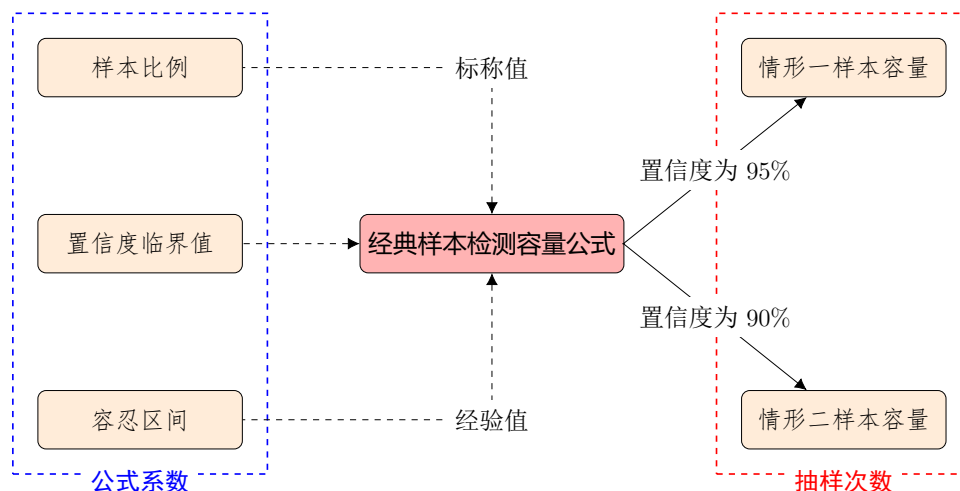 样本比例
标称值
情形一样本容量
置信度为 95%
置信度临界值
经典样本检测容量公式
置信度为 90%
容忍区间
经验值
情形二样本容量
公式系数
抽样次数